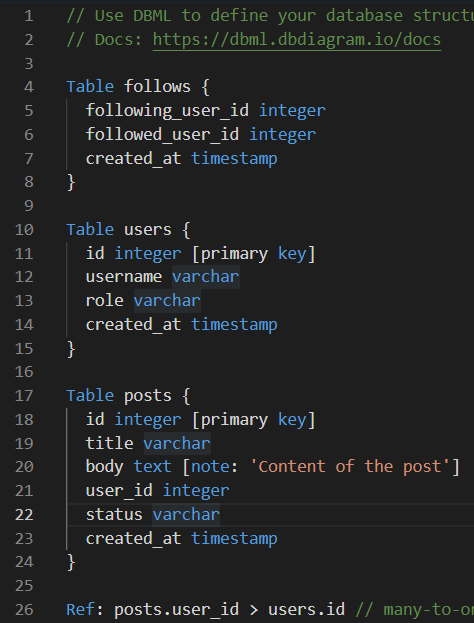 1 // Use DBML to define your database
2 // Docs: https://dbml.dbdiagram.io/docs
3
4 Table follows {
5 following_user_id integer
6 followed_user_id integer
7 created_at timestamp
8 }
9
10 Table users {
11 id integer [primary key]
12 username varchar
13 role varchar
14 created_at timestamp
15 }
16
17 Table posts {
18 id integer [primary key]
19 title varchar
20 body text [note: 'Content of the post']
21 user_id integer
22 status varchar
23 created_at timestamp
24 }
25
26 Ref: posts.user_id > users.id // many-to-